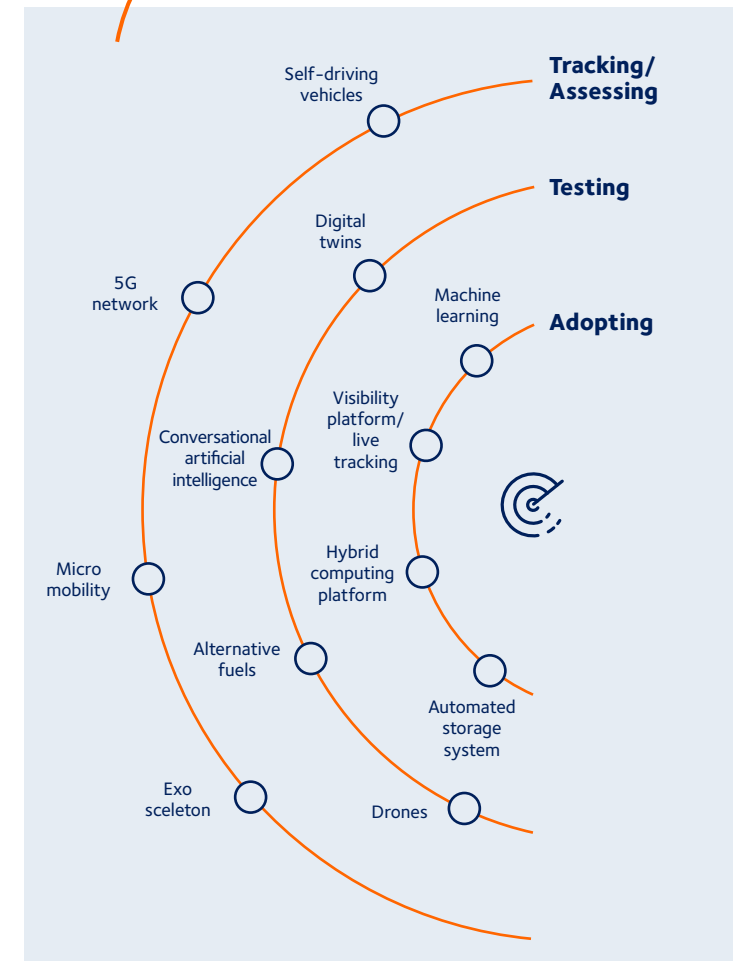 Tracking/
Assessing
Self-driving
vehicles
5G
network
Micro
mobility
Exo
sceleton
Testing
Digital
twins
Conversational
artificial
intelligence
Alternative
fuels
Drones
Adopting
Machine
learning
Visibility
platform/
live
tracking
Hybrid
computing
platform
Automated
storage
system